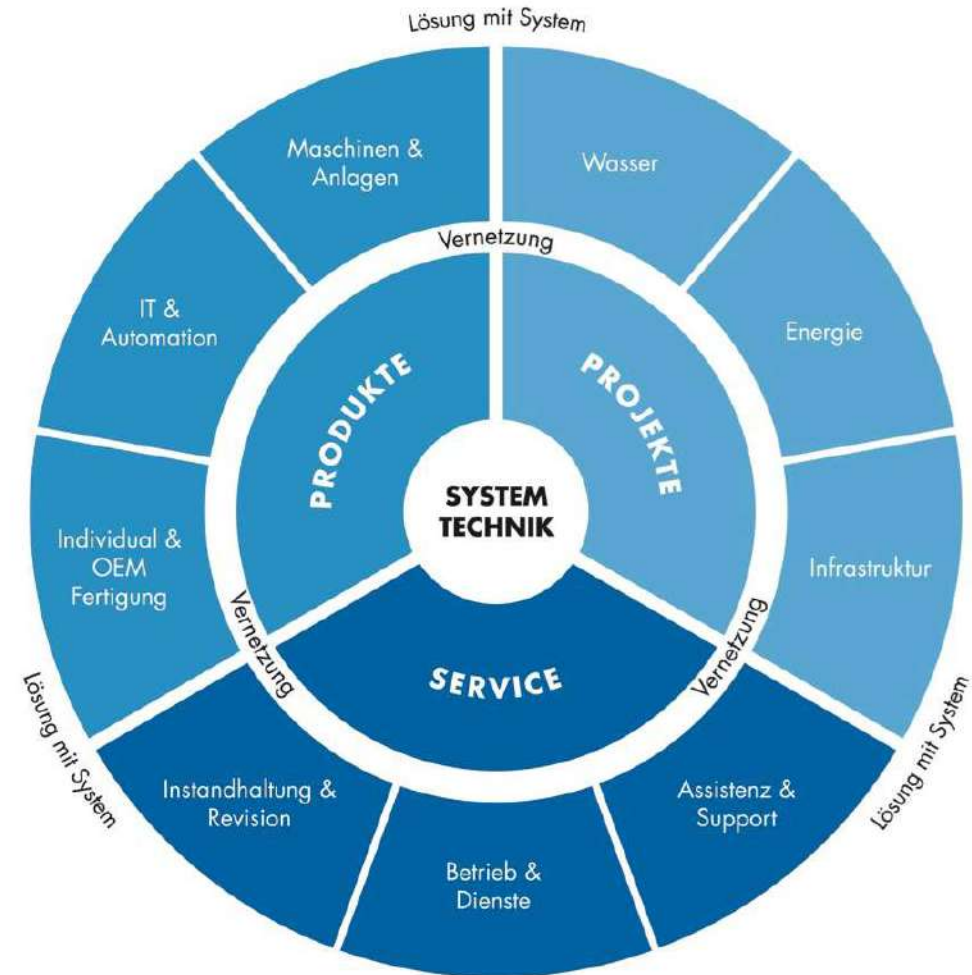 Lösung mit System
Maschinen &
Anlagen
Wasser
Vernetzung
IT &
Automation
Energie
PRODUKTE
PROJEKTE
SYSTEM
TECHNIK
Individual &
OEM
Fertigung
Infrastruktur
Vernetzung
Vernetzung
SERVICE
Lösung mit System
Lösung mit System
Instandhaltung &
Revision
Assistenz &
Support
Betrieb &
Dienste